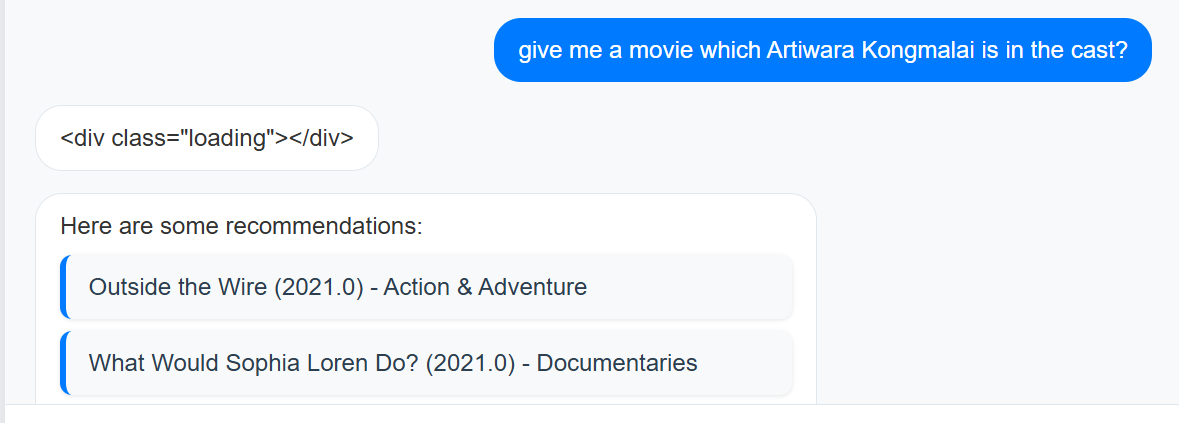 give me a movie which Artiwara Kongmalai is in the cast?
<div class="loading"></div>
Here are some recommendations:
Outside the Wire (2021.0) - Action & Adventure
What Would Sophia Loren Do? (2021.0) - Documentaries